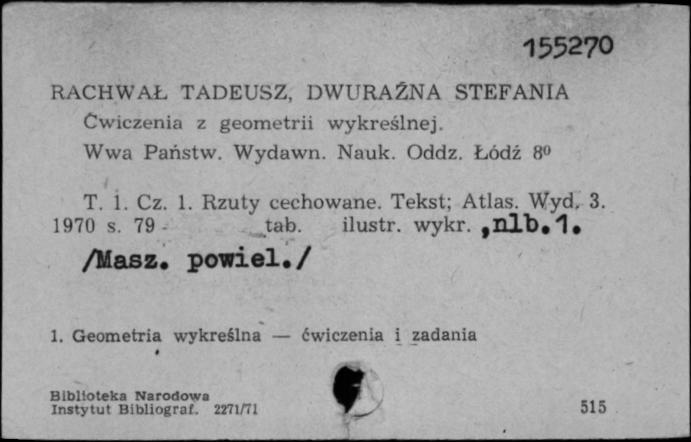 155270
RACHWAŁ TADEUSZ, DWURAŹNA STEFANIA
Ćwiczenia z geometrii wykreślnej.
Wwa Państw. Wydawn. Nauk. Oddz. Łódź 8º
T. 1. Cz. 1. Rzuty cechowane. Tekst; Atlas. Wyd. 3.
1970 s. 79 tab. ilustr. wykr. ,nlb.1.
/Masz. powiel./
1. Geometria wykreślna — ćwiczenia i zadania
Biblioteka Narodowa
Instytut Bibliograf. 2271/71 515